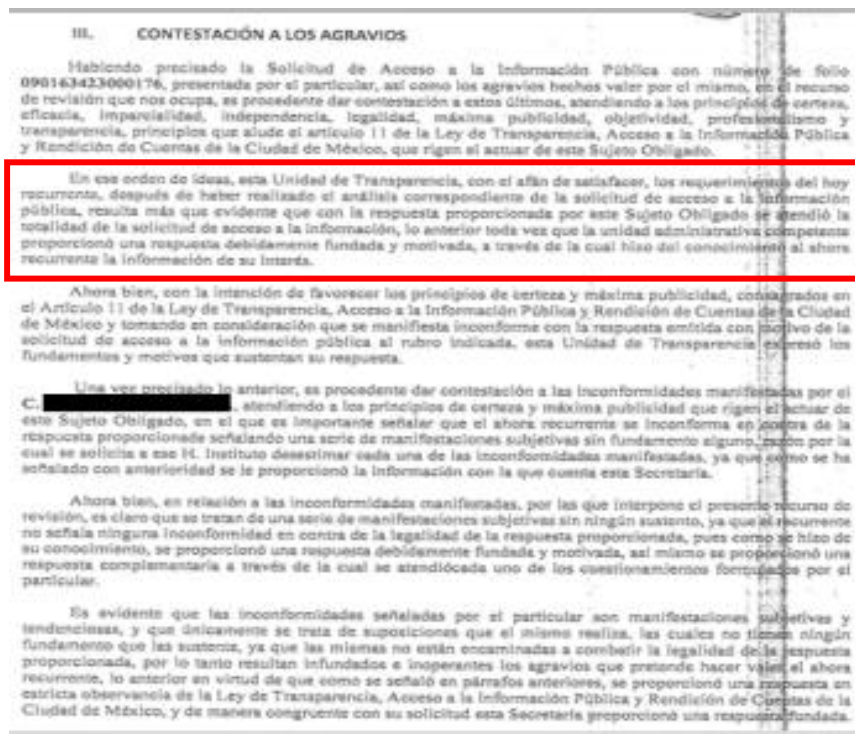 III. CONTESTACIÓN A LOS AGRAVIOS
Habiendo precisado la Solicitud de Acceso a la Información Pública con número de folio
090163423000176, presentada por el particular, así como los agravios hechos valer por el mismo, en el recurso
de revisión que nos ocupa, es procedente dar contestación a estos últimos, atendiendo a los principios de certeza,
eficacia, imparcialidad, independencia, legalidad, máxima publicidad, objetividad, profesionalismo y
transparencia, principios que alude el artículo 11 de la Ley de Transparencia, Acceso a la Información Pública
y Rendición de Cuentas de la Ciudad de México, que rigen el actuar de este Sujeto Obligado.
En ese orden de ideas, esta Unidad de Transparencia, con el afán de satisfacer, los requerimientos del hoy
recurrente, después de heber realizado el análisis correspondiente de la solicitud de acceso a la información
pública, resulta más que evidente que con la respuesta proporcionada por este Sujeto Obligado se atendió la
totalidad de la solicitud de acceso a la información, lo anterior toda vez que la unidad administrativa competente
proporcionó una respuesta debidamente fundada y motivada, a través de la cual hizo del conocimiento al ahora
recurrente la información de su interés.
Ahora bien, con la intención de favorecer los principios de certeza y máxima publicidad, consagrados en
el Artículo 11 de la Ley de Transparencia, Acceso a la Información Pública y Rendición de Cuentas de la Ciudad
de México y tomando en consideración que se manifiesta inconforme con la respuesta emitida con motivo de la
solicitud de acceso a la información pública al rubro indicada, esta Unidad de Transparencia expresó los
fundamentos y motivos que sustentan su respuesta.
Una vez precisado lo anterior, es procedente dar contestación a las inconformidades manifestadas por el
C. , atendiendo a los principios de certeza y máxima publicidad que rigen el actuar de
este Sujeto Obligado, en el que es importante señalar que el ahora recurrente se inconforma en contra de la
respuesta proporcionada señalando una serie de manifestaciones subjetivas sin fundamento alguno, razón por la
cual se solicita a ese H. Instituto desestimar cada una de las inconformidades manifestadas, ya que como se ha
señalado con anterioridad se le proporcionó la información con la que cuenta esta Secretaría.
Ahora bien, en relación a las inconformidades manifestadas, por las que interpone el presente recurso de
revisión, es claro que se tratan de una serie de manifestaciones subjetivas sin ningún sustento, ya que el recurrente
no señala ninguna inconformidad en contra de la legalidad de la respuesta proporcionada, pues como se hizo de
su conocimiento, se proporcionó una respuesta debidamente fundada y motivada, así mismo se proporcionó una
respuesta complementaria a través de la cual se atendiócada uno de los cuestionamientos formulados por el
particular.
Es evidente que las inconformidades señaladas por el particular son manifestaciones subjetivas y
tendenciosas, y que únicamente se trata de suposiciones que el mismo realiza, las cuales no tienen ningún
fundamento que las sustente, ya que las mismas no están encaminadas a combatir la legalidad de la respuesta
proporcionada, por lo tanto resultan infundados e inoperantes los agravios que pretende hacer valer el ahora
recurrente, lo anterior en virtud de que como se señaló en párrafos anteriores, se proporcionó una respuesta en
estricta observancia de la Ley de Transparencia, Acceso a la Información Pública y Rendición de Cuentas de la
Ciudad de México, y de manera congruente con su solicitud esta Secretaría proporcionó una respuesta fundada.